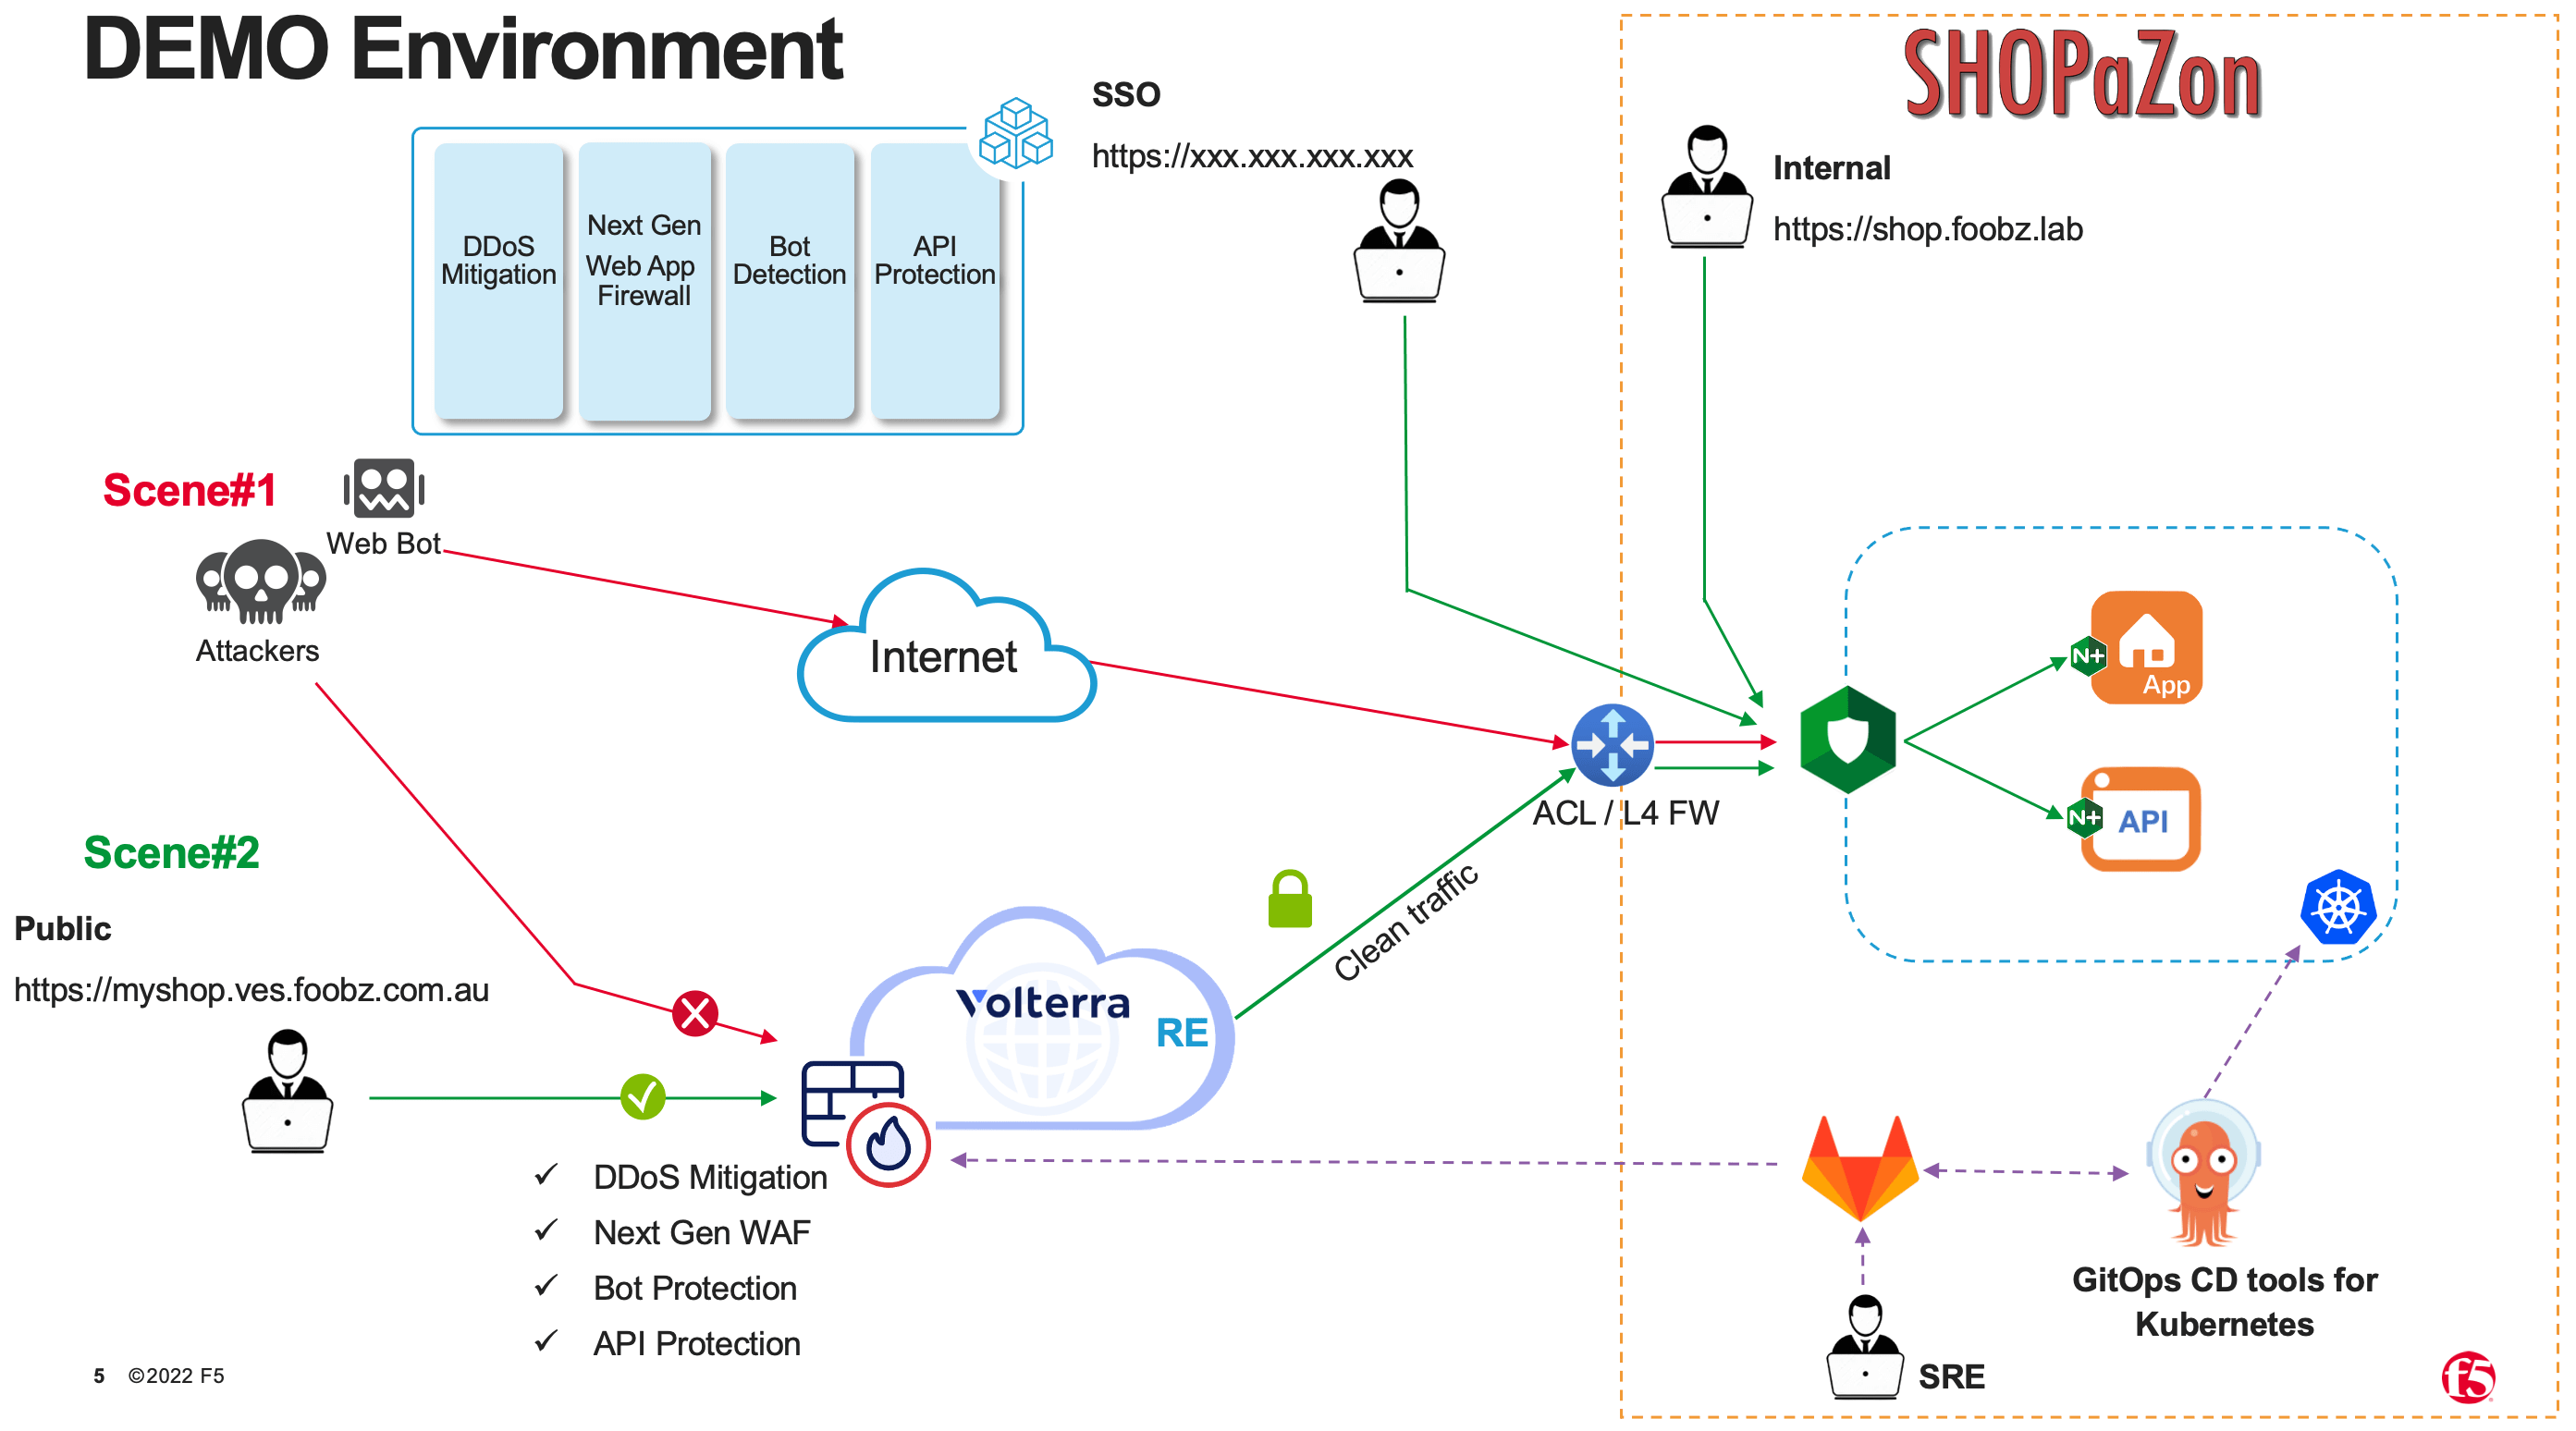 DEMO Environment
SHOPaZon
SSO
https://xxx.xxx.xxx.xxx
Internal
https://shop.foobz.lab
DDoS
Mitigation
Next Gen
Web App
Firewall
Bot
Detection
API
Protection
Scene#1
Web Bot
Attackers
Internet
N+
App
ACL / L4 FW
N+
API
Scene#2
Public
https://myshop.ves.foobz.com.au
Clean traffic
Volterra
RE
DDoS Mitigation
Next Gen WAF
Bot Protection
API Protection
GitOps CD tools for
Kubernetes
SRE
5 ©2022 F5
f5